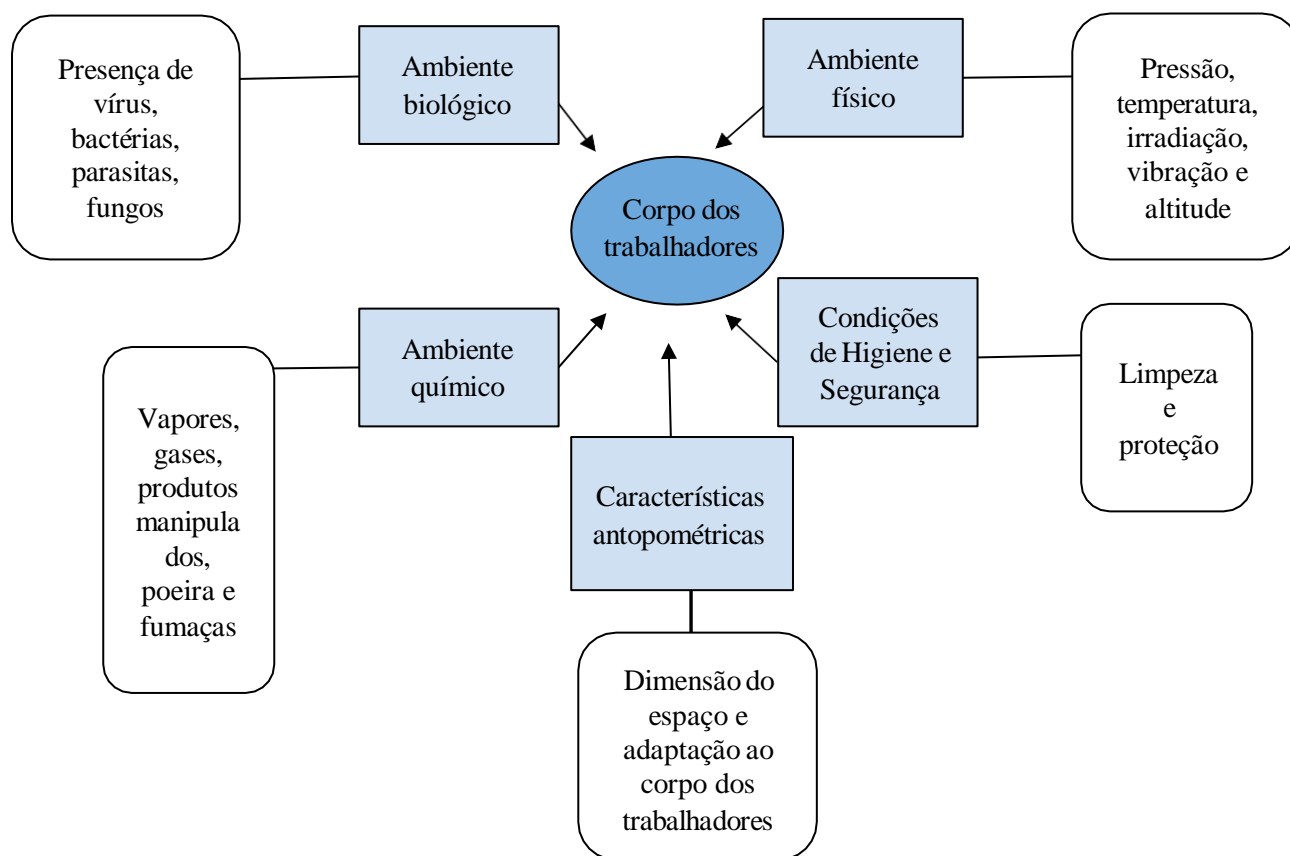 Presença de
vírus,
bactérias,
parasitas,
fungos
Ambiente
biológico
Ambiente
físico
Pressão,
temperatura,
irradiação,
vibração e
altitude
Corpo dos
trabalhadores
Vapores,
gases,
produtos
manipula
dos,
poeira e
fumaças
Ambiente
químico
Condições
de Higiene e
Segurança
Limpeza
e
proteção
Característicias
antopométricas
Dimensão do
espaço e
adaptação ao
corpo dos
trabalhadores